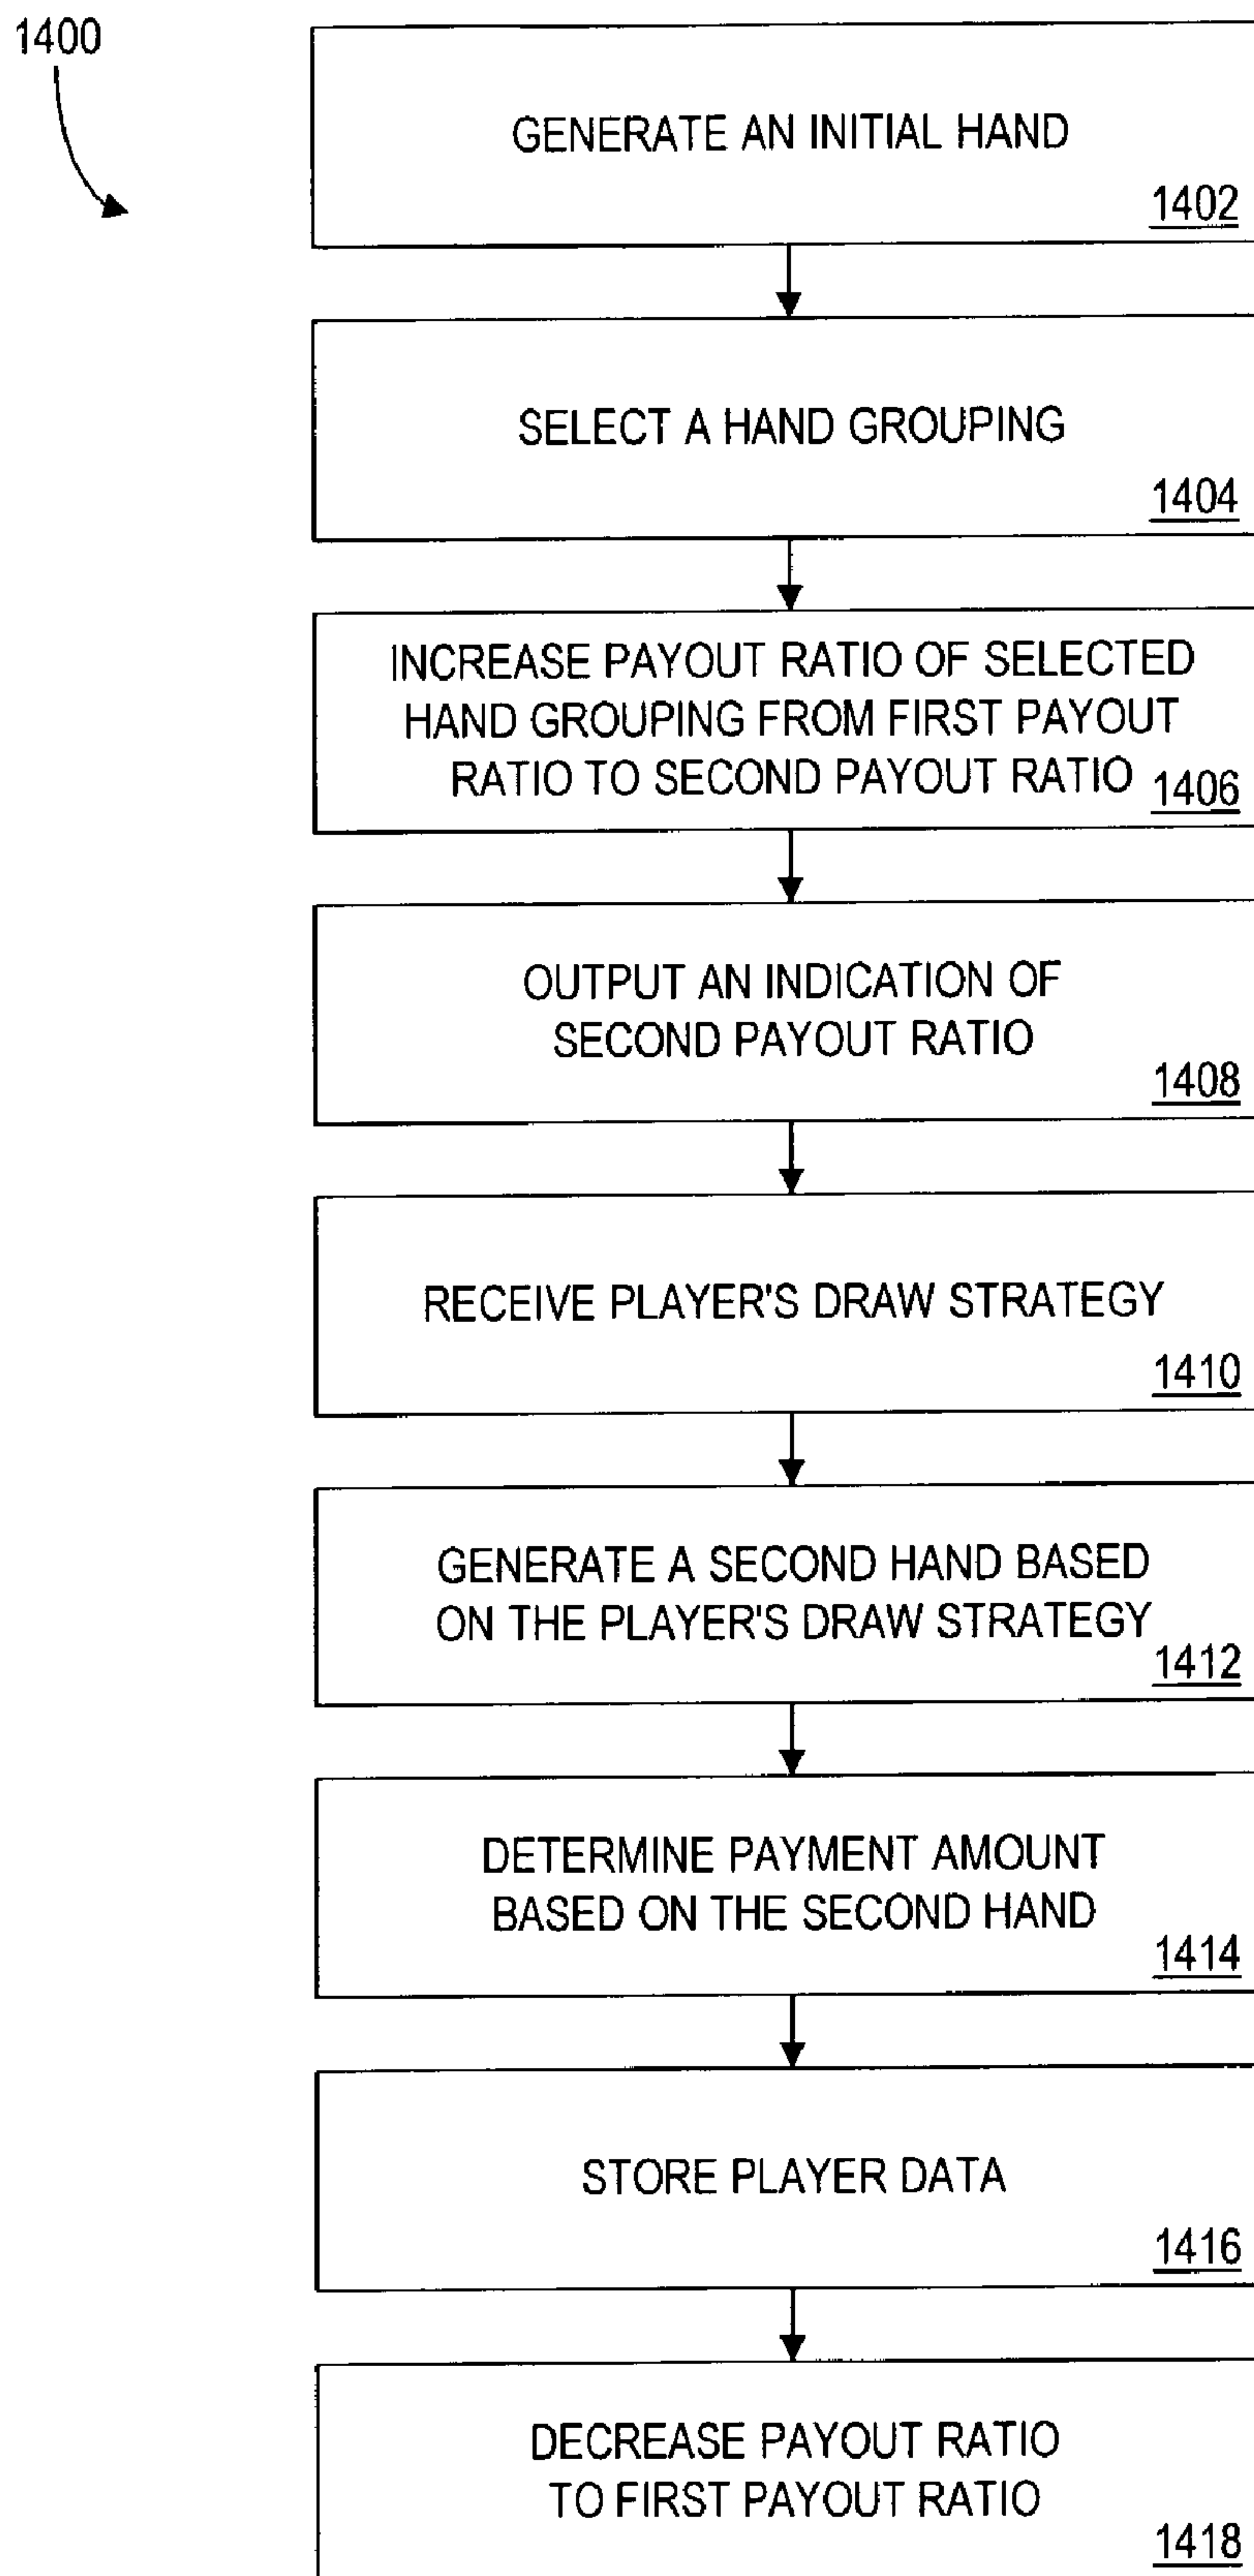 1400
GENERATE AN INITIAL HAND
1402
SELECT A HAND GROUPING
1404
INCREASE PAYOUT RATIO OF SELECTED
HAND GROUPING FROM FIRST PAYOUT
RATIO TO SECOND PAYOUT RATIO
1406
OUTPUT AN INDICATION OF
SECOND PAYOUT RATIO
1408
RECEIVE PLAYER'S DRAW STRATEGY
1410
GENERATE A SECOND HAND BASED
ON THE PLAYER'S DRAW STRATEGY
1412
DETERMINE PAYMENT AMOUNT
BASED ON THE SECOND HAND
1414
STORE PLAYER DATA
1416
DECREASE PAYOUT RATIO
TO FIRST PAYOUT RATIO
1418